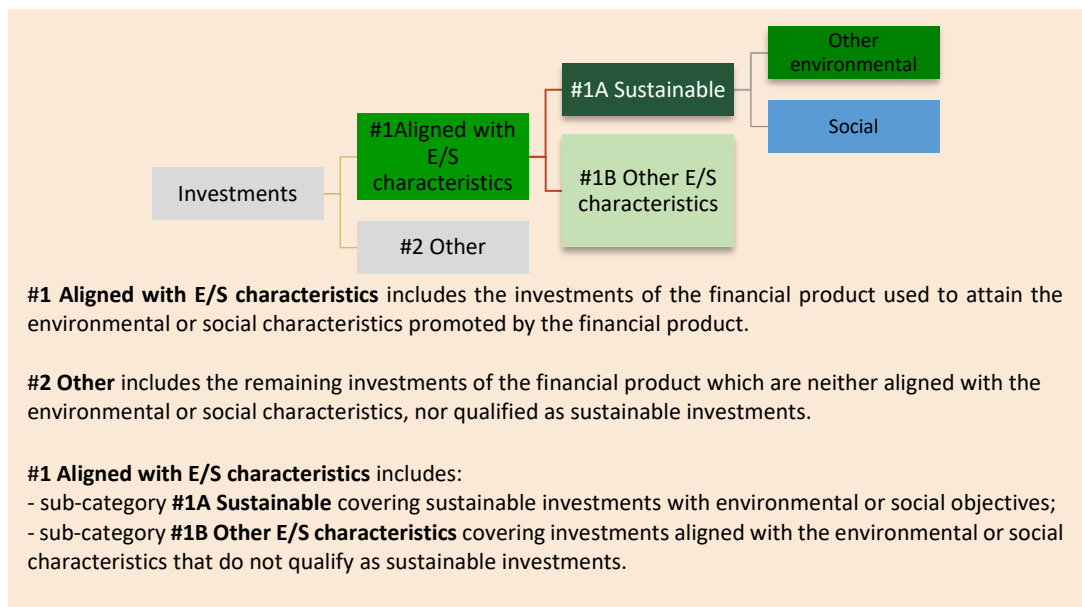 Other
environmental
#1A Sustainable
#1Aligned with
E/S
characteristics
Social
#1B Other E/S
characteristics
Investments
#2 Other
#1 Aligned with E/S characteristics includes the investments of the financial product used to attain the
environmental or social characteristics promoted by the financial product.
#2 Other includes the remaining investments of the financial product which are neither aligned with the
environmental or social characteristics, nor qualified as sustainable investments.
#1 Aligned with E/S characteristics includes:
- sub-category #1A Sustainable covering sustainable investments with environmental or social objectives;
- sub-category #1B Other E/S characteristics covering investments aligned with the environmental or social
characteristics that do not qualify as sustainable investments.